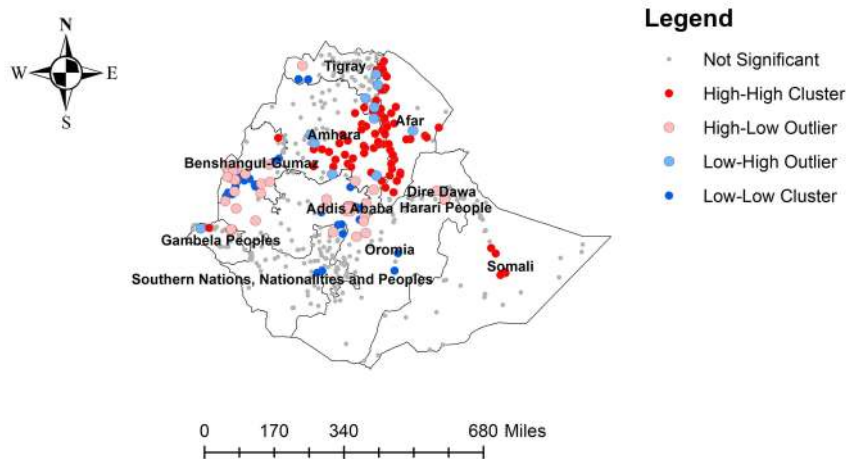 N
W E
S
Legend
Not Significant
High-High Cluster
High-Low Outlier
Low-High Outlier
Low-Low Cluster
Tigray
Afar
Amhara
Benshangul-Gumaz
Dire Dawa
Addis Ababa Harari People
Gambela Peoples
Oromia
Somali
Southern Nations, Nationalities and Peoples
0 170 340 680 Miles